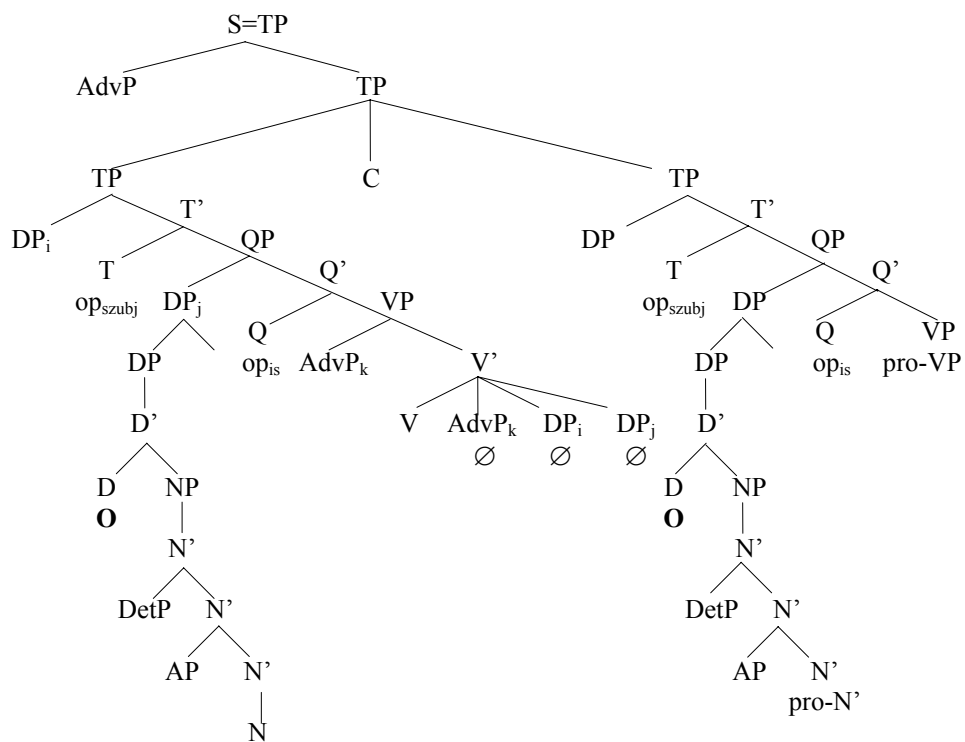 S=TP
AdvP TP
TP C TP
T’ T’
DPi QP DP QP
T Q’ T Q’
opszubj DPj VP opszubj DP
Q Q VP
DP opis AdvPk V’ DP opis pro-VP
D’ V AdvPk DPi DPj D’
∅ ∅ ∅
D NP D NP
O O
N’ N’
DetP N’ DetP N’
AP N’ AP N’
pro-N’
N